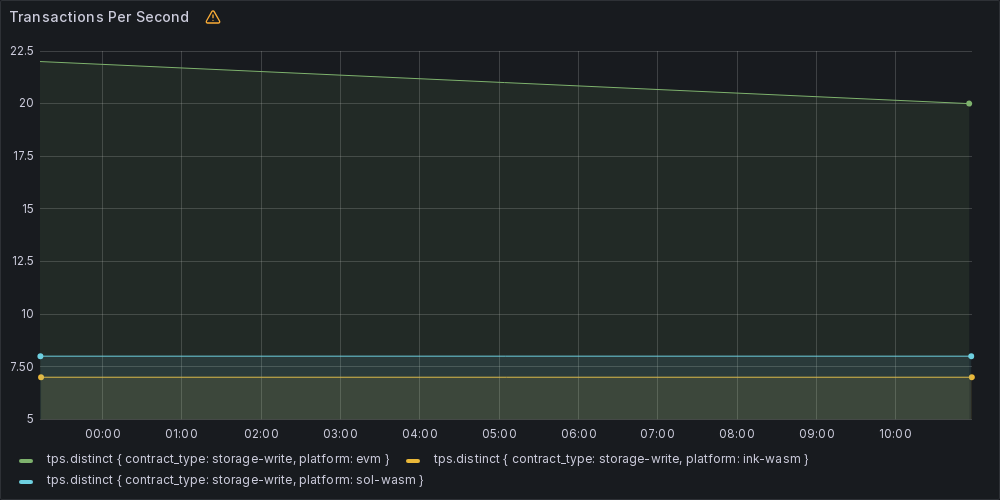 Transactions Per Second
22.5
20
17.5
15
12.5
10
7.50
5
00:00 01:00 02:00 03:00 04:00 05:00 06:00 07:00 08:00 09:00 10:00
tps.distinct { contract_type: storage-write, platform: evm } tps.distinct { contract_type: storage-write, platform: ink-wasm }
tps.distinct { contract_type: storage-write, platform: sol-wasm }